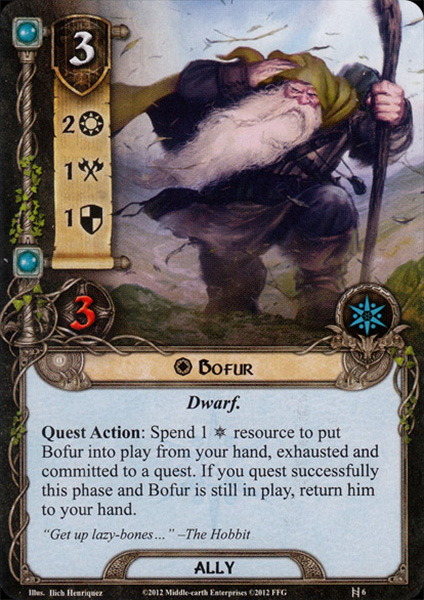 3
2
1
1
3
Bofur
Dwarf.
Quest Action: Spend 1 resource to put
Bofur into play from your hand, exhausted and
committed to a quest. If you quest successfully
this phase and Bofur is still in play, return him
to your hand.
“Get up lazy-bones…” –The Hobbit
ALLY
Illus. Ilich Henriquez ©2012 Middle-earth Enterprises ©2012 FFG 6